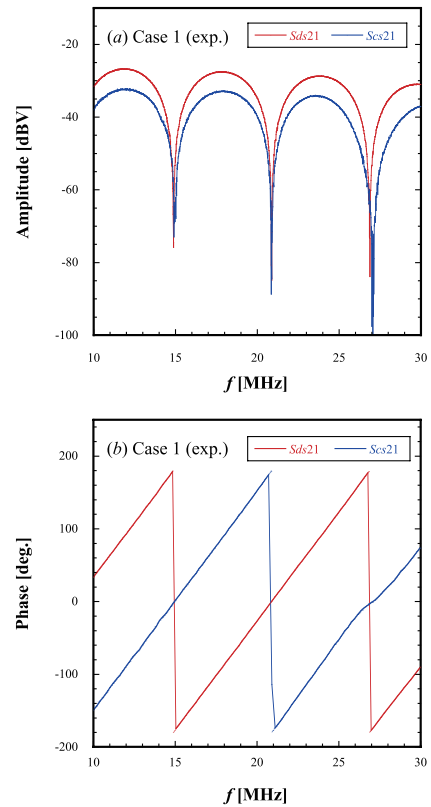 (a) Case 1 (exp.)
Sds21 Scs21
Amplitude [dBV]
-20
-40
-60
-80
-100
10 15 20 25 30
f [MHz]
(b) Case 1 (exp.)
Sds21 Scs21
Phase [deg.]
200
100
0
-100
-200
10 15 20 25 30
f [MHz]